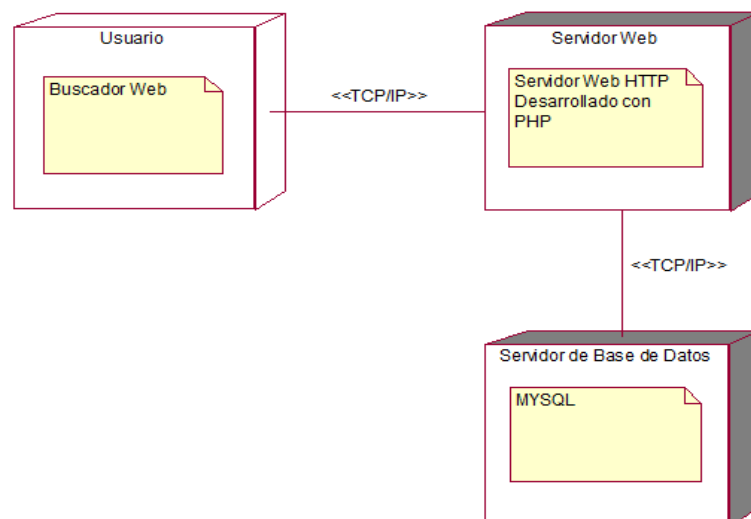 Usuario
Buscador Web
<<TCP/IP>>
Servidor Web
Servidor Web HTTP
Desarrollado con
PHP
<<TCP/IP>>
Servidor de Base de Datos
MYSQL